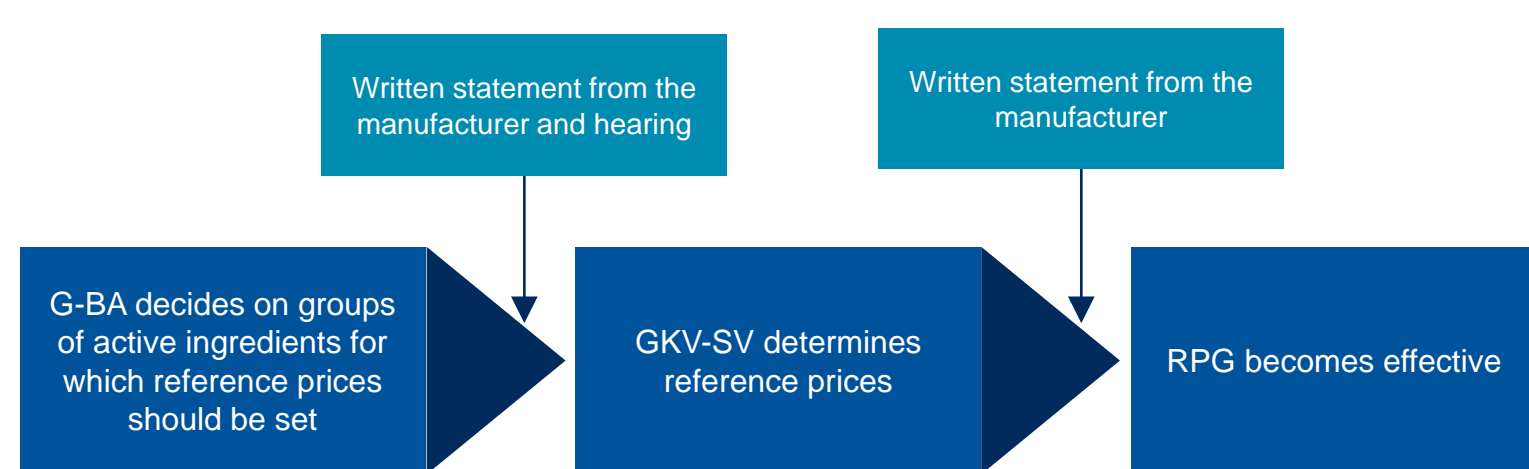 Written statement from the
manufacturer and hearing
Written statement from the
manufacturer
G-BA decides on groups
of active ingredients for
which reference prices
should be set
GKV-SV determines
reference prices
RPG becomes effective